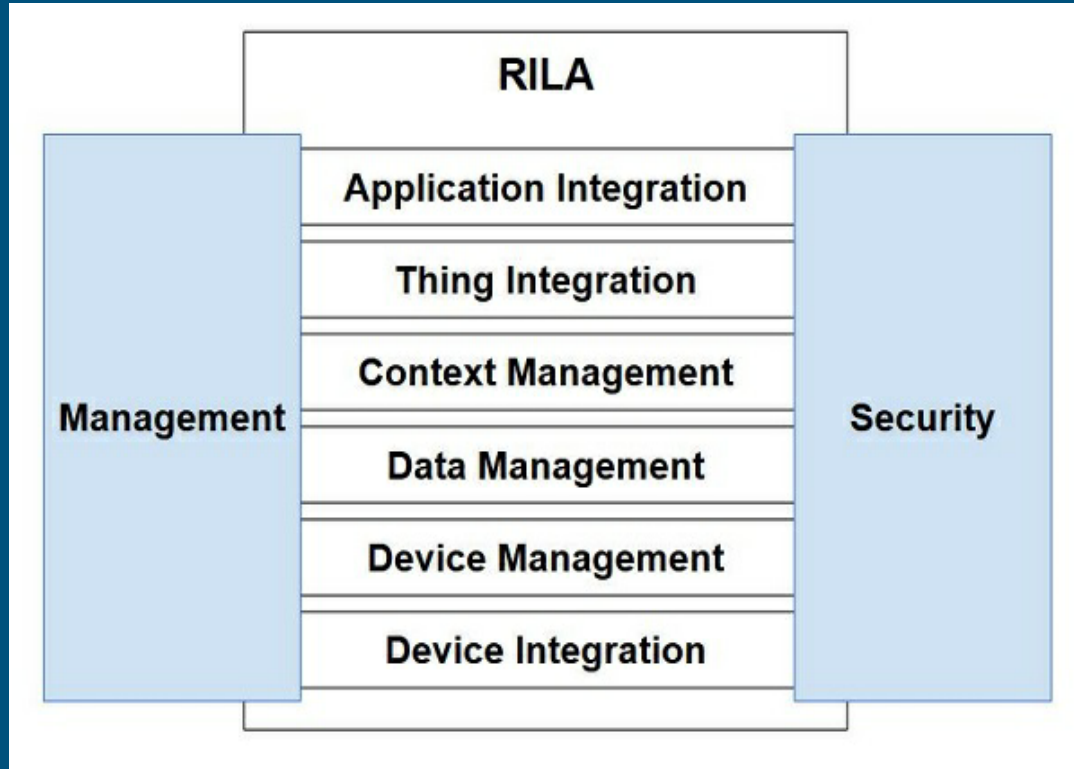 RILA
Application Integration
Thing Integration
Context Management
Management
Security
Data Management
Device Management
Device Integration